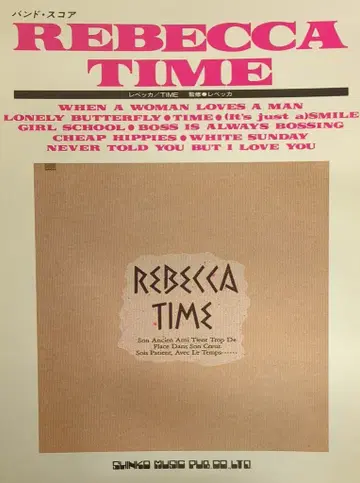 バンド・スコア
REBECCA
TIME
レベッカ/TIME 監修●レベッカ
WHEN A WOMAN LOVES A MAN
LONELY BUTTERFLY●TIME●(it's just a)SMILE
GIRL SCHOOL●BOSS IS ALWAYS BOSSING
CHEAP HIPPIES●WHITE SUNDAY
NEVER TOLD YOU BUT I LOVE YOU
REBECCA
TIME
Son Ancien Ami Tient Trop De
Place Dans Son Coeur
Sois Patient, Avec Le Temps……
SHINKO MUSIC PUB.CO.,LTD